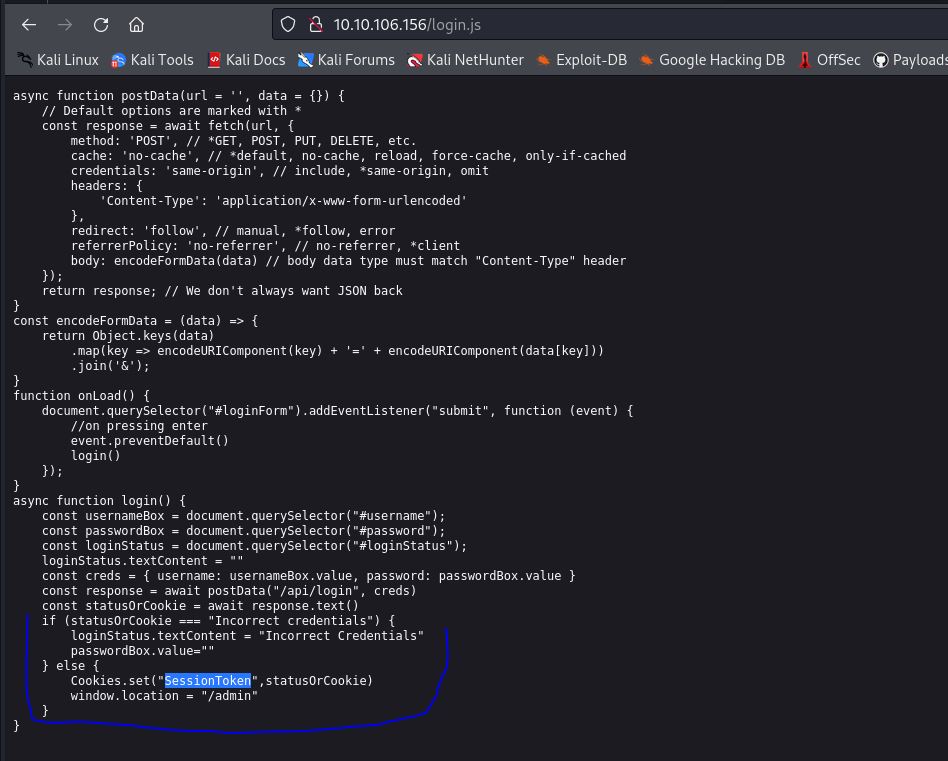 10.10.106.156/login.js
Kali Linux Kali Tools Kali Docs Kali Forums Kali NetHunter Exploit-DB Google Hacking DB OffSec Payloads
async function postData(url = '', data = {}) {
    // Default options are marked with *
    const response = await fetch(url, {
        method: 'POST', // *GET, POST, PUT, DELETE, etc.
        cache: 'no-cache', // *default, no-cache, reload, force-cache, only-if-cached
        credentials: 'same-origin', // include, *same-origin, omit
        headers: {
            'Content-Type': 'application/x-www-form-urlencoded'
        },
        redirect: 'follow', // manual, *follow, error
        referrerPolicy: 'no-referrer', // no-referrer, *client
        body: encodeFormData(data) // body data type must match "Content-Type" header
    });
    return response; // We don't always want JSON back
}
const encodeFormData = (data) => {
    return Object.keys(data)
        .map(key => encodeURIComponent(key) + '=' + encodeURIComponent(data[key]))
        .join('&');
}
function onLoad() {
    document.querySelector("#loginForm").addEventListener("submit", function (event) {
        //on pressing enter
        event.preventDefault()
        login()
    });
}
async function login() {
    const usernameBox = document.querySelector("#username");
    const passwordBox = document.querySelector("#password");
    const loginStatus = document.querySelector("#loginStatus");
    loginStatus.textContent = ""
    const creds = { username: usernameBox.value, password: passwordBox.value }
    const response = await postData("/api/login", creds)
    const statusOrCookie = await response.text()
    if (statusOrCookie === "Incorrect credentials") {
        loginStatus.textContent = "Incorrect Credentials"
        passwordBox.value=""
    } else {
        Cookies.set("SessionToken",statusOrCookie)
        window.location = "/admin"
    }
}